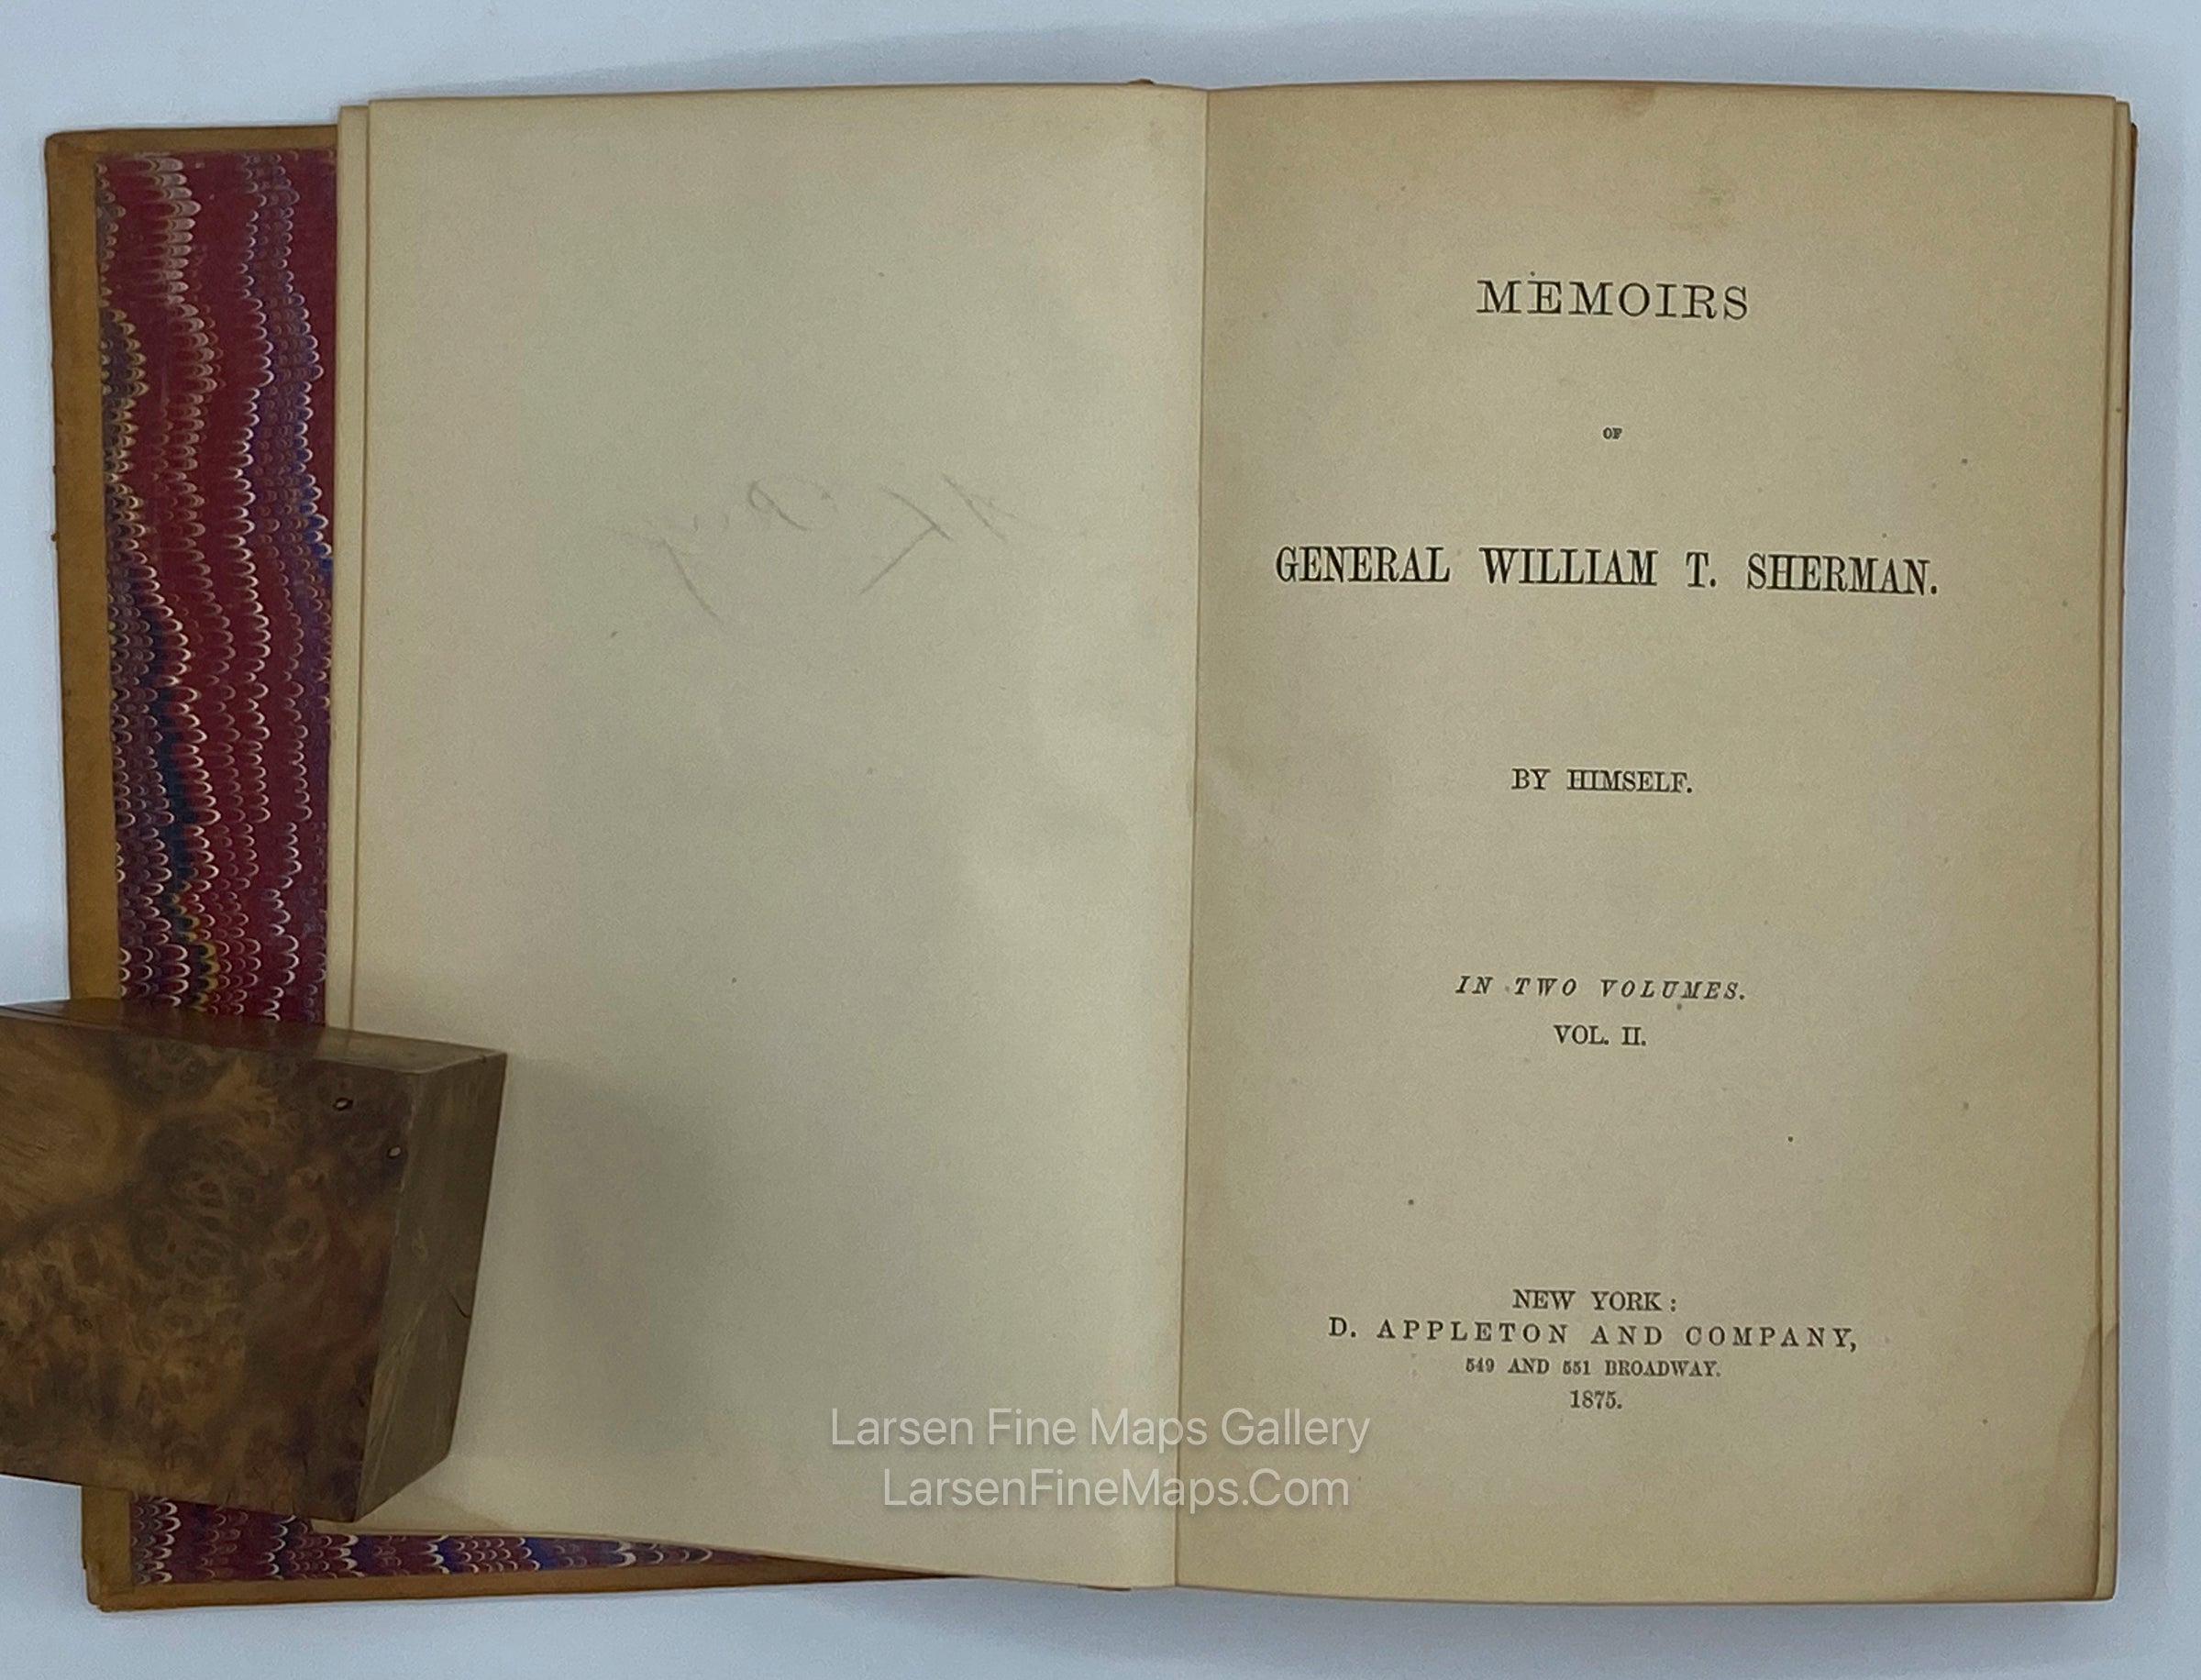 MEMOIRS
OF
GENERAL WILLIAM T. SHERMAN.
BY HIMSELF.
IN TWO VOLUMES.
VOL. II.
NEW YORK:
D. APPLETON AND COMPANY,
549 AND 551 BROADWAY.
1875.
Larsen Fine Maps Gallery
LarsenFineMaps.Com